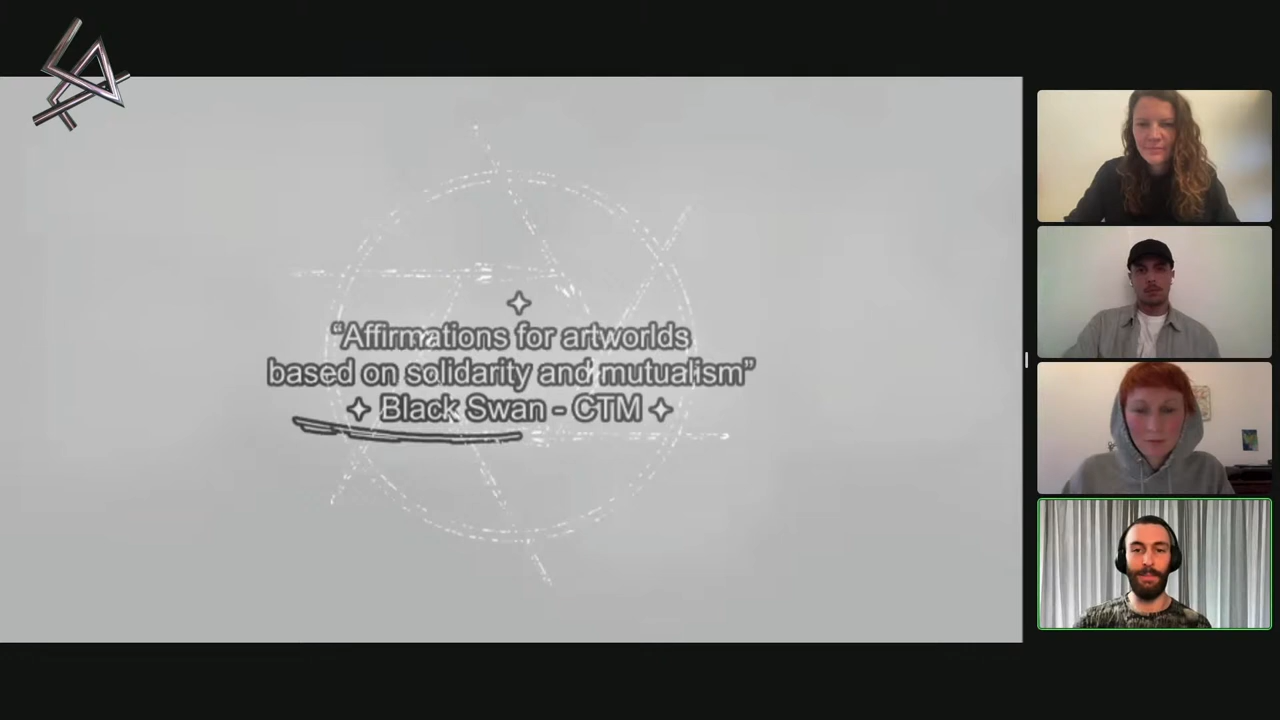 “Affirmations for artworlds
based on solidarity and mutualism”
✧ Black Swan - CTM ✧